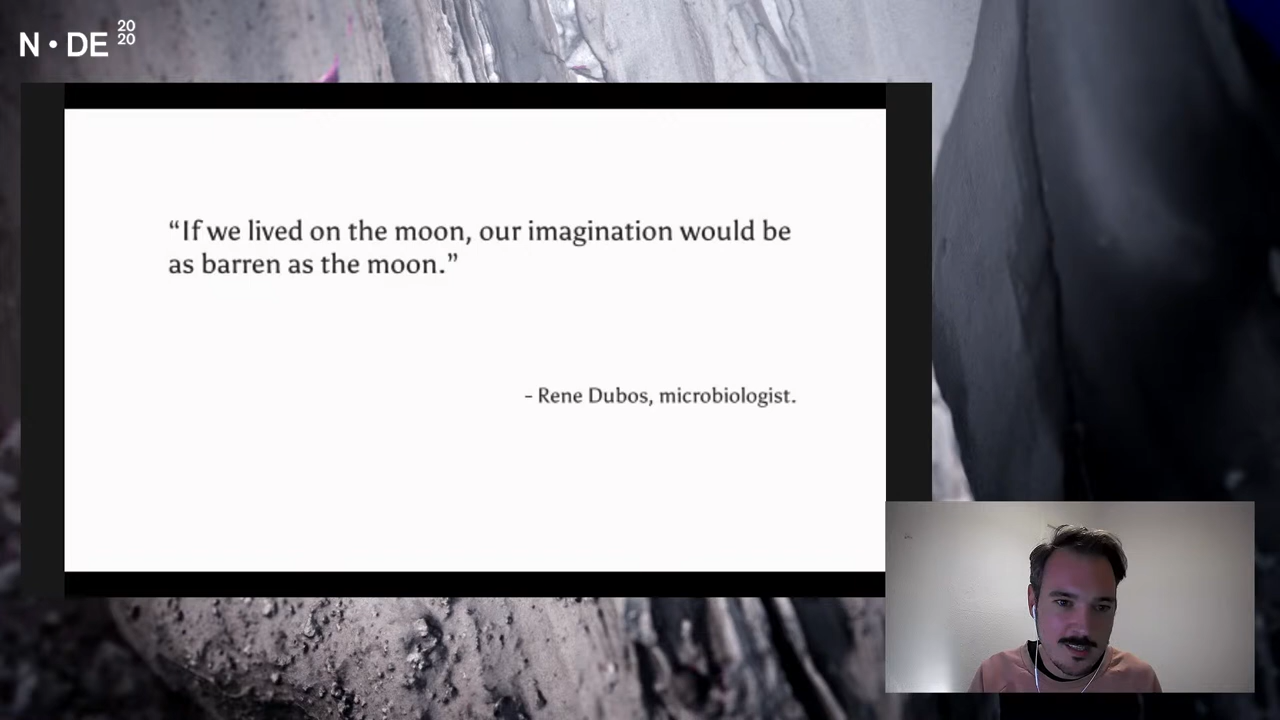 N•DE 20
20
“If we lived on the moon, our imagination would be
as barren as the moon.”
– Rene Dubos, microbiologist.